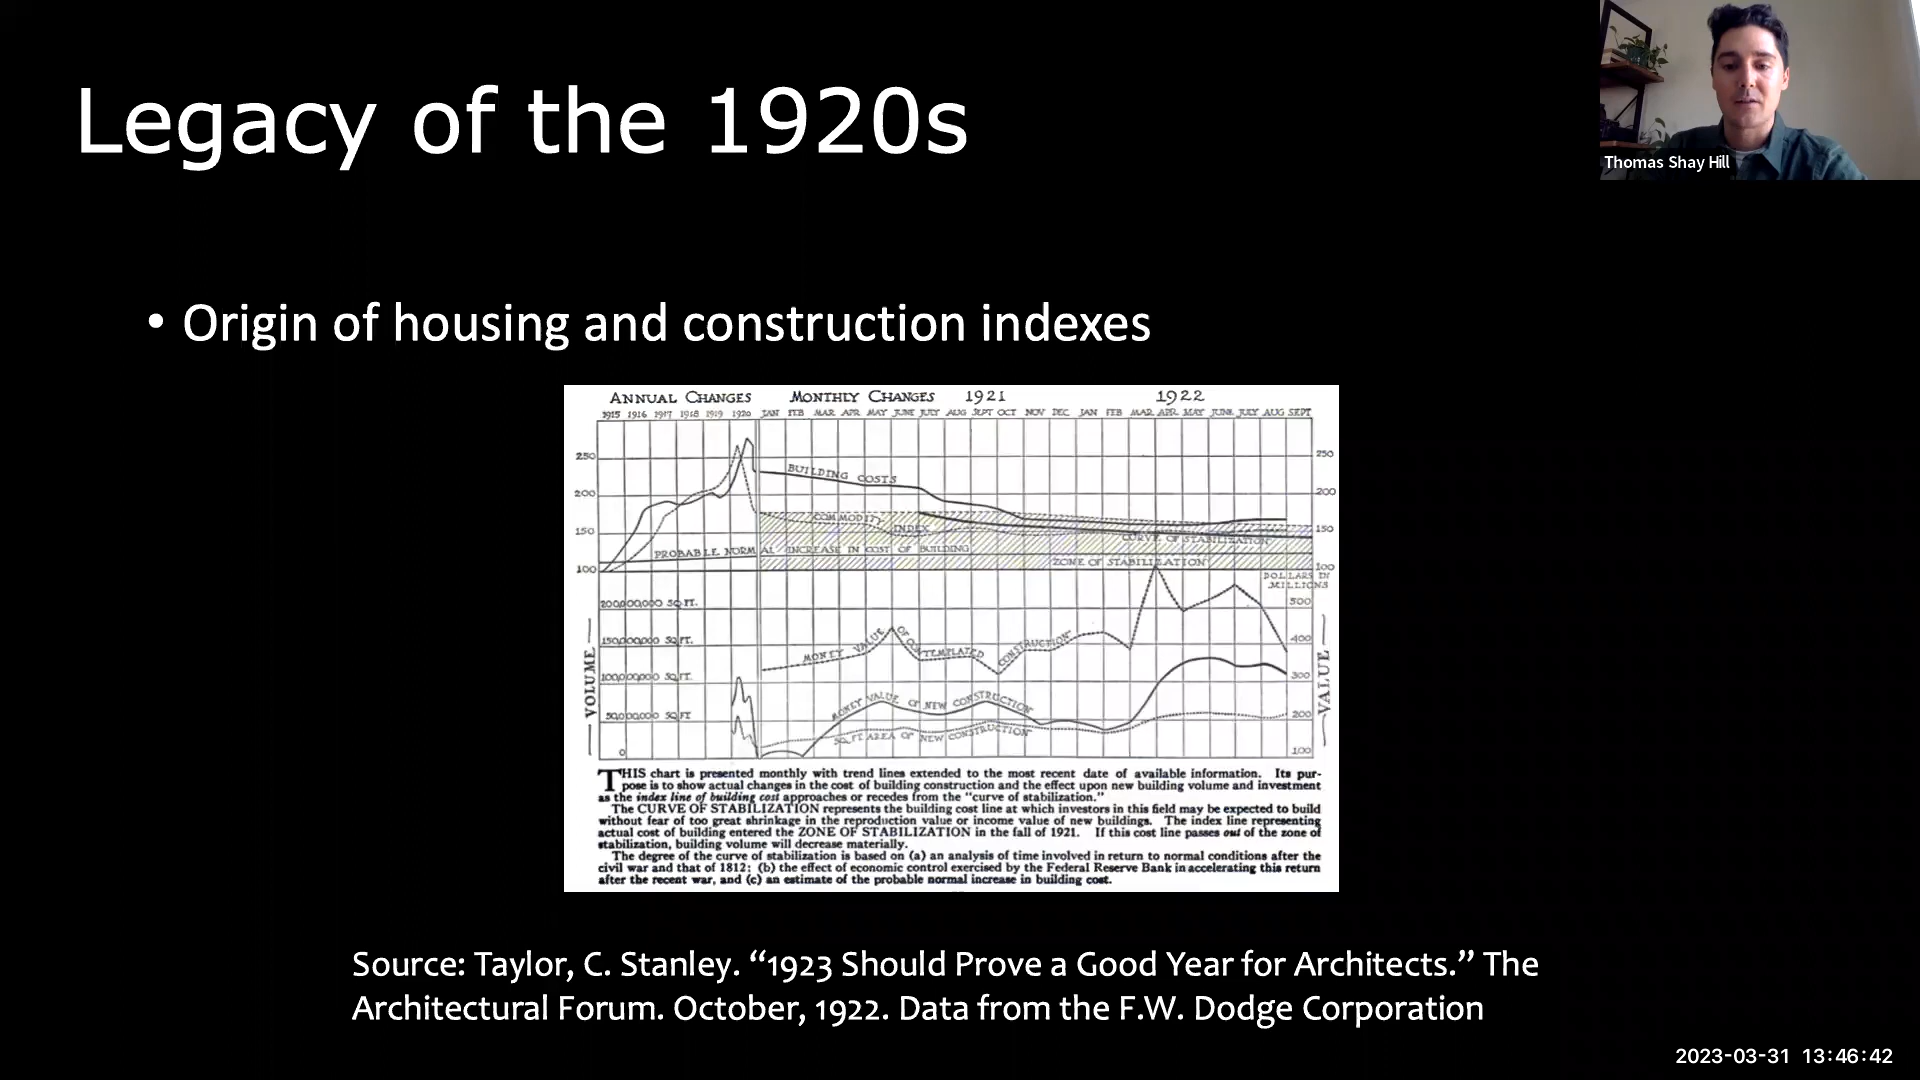 Legacy of the 1920s
Thomas Shay Hill
• Origin of housing and construction indexes
ANNUAL CHANGES MONTHLY CHANGES 1921 1922
1915 1916 1917 1918 1919 1920 JAN FEB MAR APR MAY JUNE JULY AUG SEPT OCT NOV DEC JAN FEB MAR APR MAY JUNE JULY AUG SEPT
250 250
BUILDING COSTS
200 200
COMMODITY INDEX
150 150
CURVE OF STABILIZATION
PROBABLE NORMAL INCREASE IN COST OF BUILDING
ZONE OF STABILIZATION
100 100
DOLLARS IN
MILLIONS
200,000,000 SQ. FT. 500
150,000,000 SQ. FT. 400
MONEY VALUE OF CONTEMPLATED CONSTRUCTION
100,000,000 SQ. FT. 300
VOLUME VALUE
MONEY VALUE OF NEW CONSTRUCTION
50,000,000 SQ FT 200
SQ. FT AREA OF NEW CONSTRUCTION
0 100
THIS chart is presented monthly with trend lines extended to the most recent date of available information. Its pur-
pose is to show actual changes in the cost of building construction and the effect upon new building volume and investment
as the index line of building cost approaches or recedes from the "curve of stabilization."
The CURVE OF STABILIZATION represents the building cost line at which investors in this field may be expected to build
without fear of too great shrinkage in the reproduction value or income value of new buildings. The index line representing
actual cost of building entered the ZONE OF STABILIZATION in the fall of 1921. If this cost line passes out of the zone of
stabilization, building volume will decrease materially.
The degree of the curve of stabilization is based on (a) an analysis of time involved in return to normal conditions after the
civil war and that of 1812; (b) the effect of economic control exercised by the Federal Reserve Bank in accelerating this return
after the recent war, and (c) an estimate of the probable normal increase in building cost.
Source: Taylor, C. Stanley. “1923 Should Prove a Good Year for Architects.” The
Architectural Forum. October, 1922. Data from the F.W. Dodge Corporation
2023-03-31 13:46:42